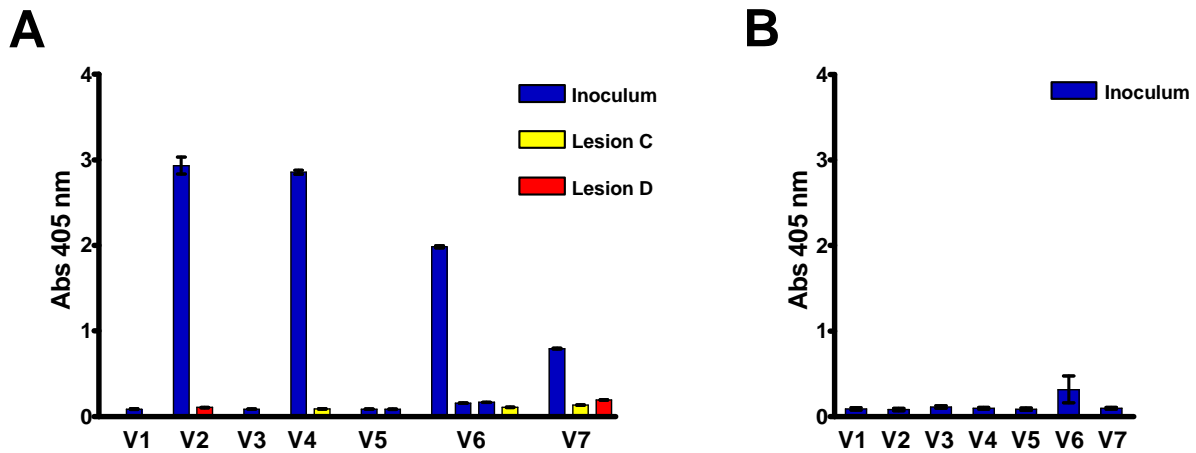 A
Abs 405 nm
4
3
2
1
0
V1 V2 V3 V4 V5 V6 V7
Inoculum
Lesion C
Lesion D
B
Abs 405 nm
4
3
2
1
0
V1 V2 V3 V4 V5 V6 V7
Inoculum